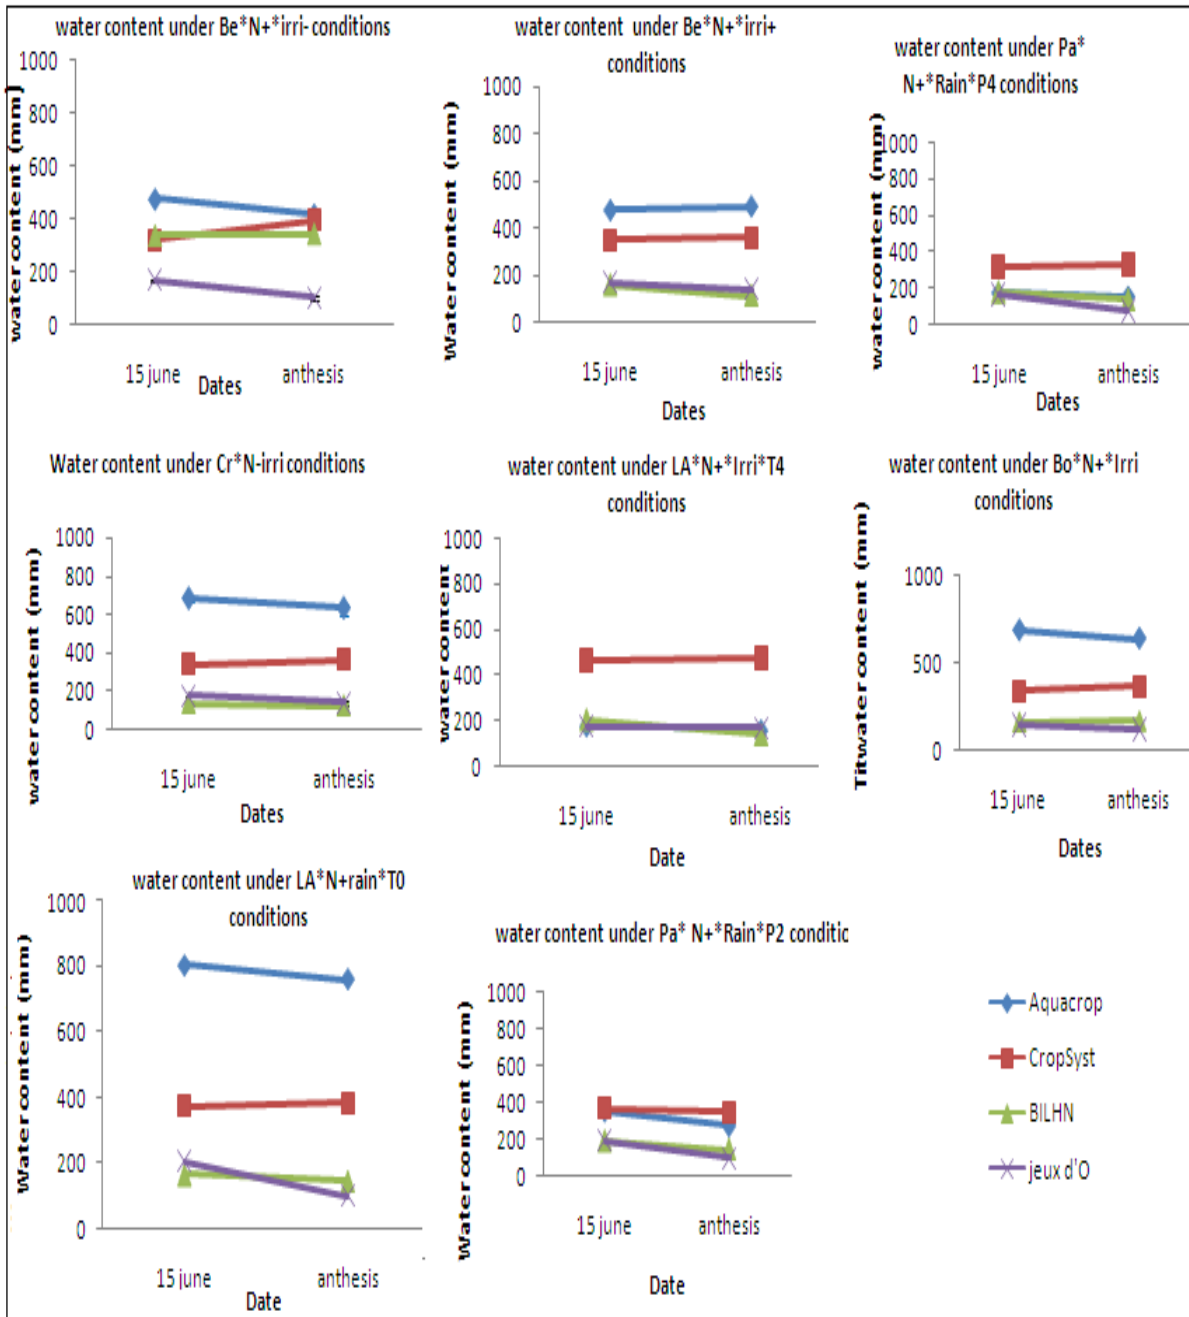 water content under Be*N+*irri- conditions
1000
800
600
400
200
0
water content (mm)
15 june
anthesis
Dates
water content under Be*N+*irri+
conditions
1000
800
600
400
200
0
Water content (mm)
15 june
anthesis
Dates
water content under Pa*
N+*Rain*P4 conditions
1000
800
600
400
200
0
water content (mm)
15 june
anthesis
Dates
Water content under Cr*N-irri conditions
1000
800
600
400
200
0
water content (mm)
15 june
anthesis
Dates
water content under LA*N+*Irri*T4
conditions
1000
800
600
400
200
0
water content
15 june
anthesis
Date
water content under Bo*N+*Irri
conditions
1000
500
0
Titwater content (mm)
15 june
anthesis
Dates
water content under LA*N+rain*T0
conditions
1000
800
600
400
200
0
Water content (mm)
15 june
anthesis
Date
water content under Pa* N+*Rain*P2 conditic
1000
800
600
400
200
0
Water content (mm)
15 june
anthesis
Date
Aquacrop
CropSyst
BILHN
jeux d'O